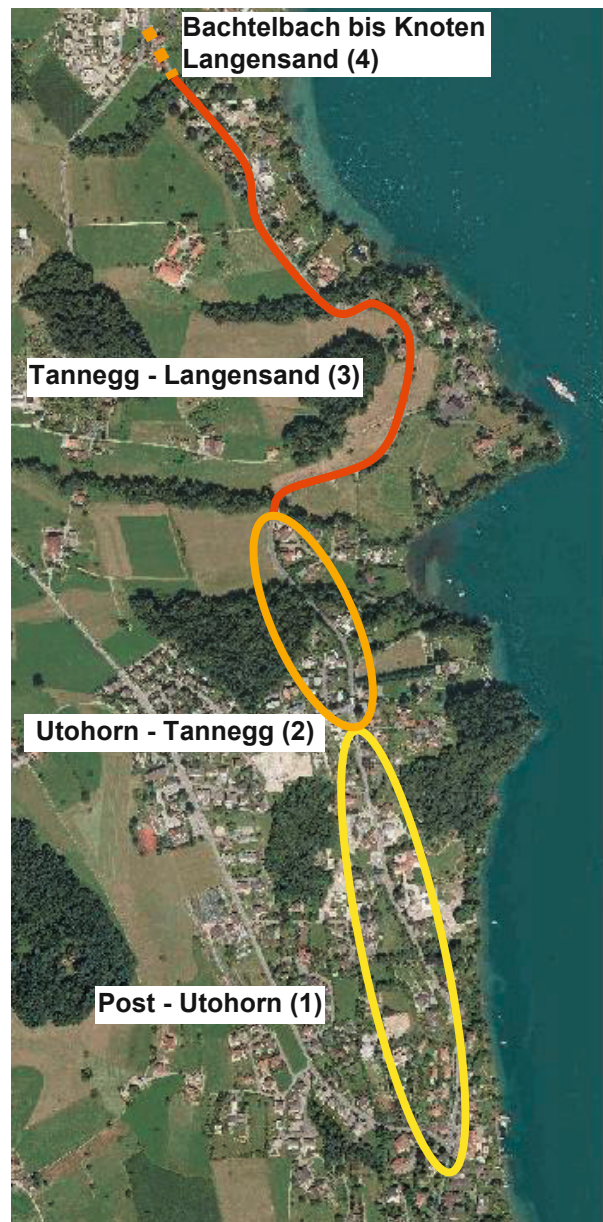 Bachtelbach bis Knoten
Langensand (4)
Tannegg - Langensand (3)
Utohorn - Tannegg (2)
Post - Utohorn (1)